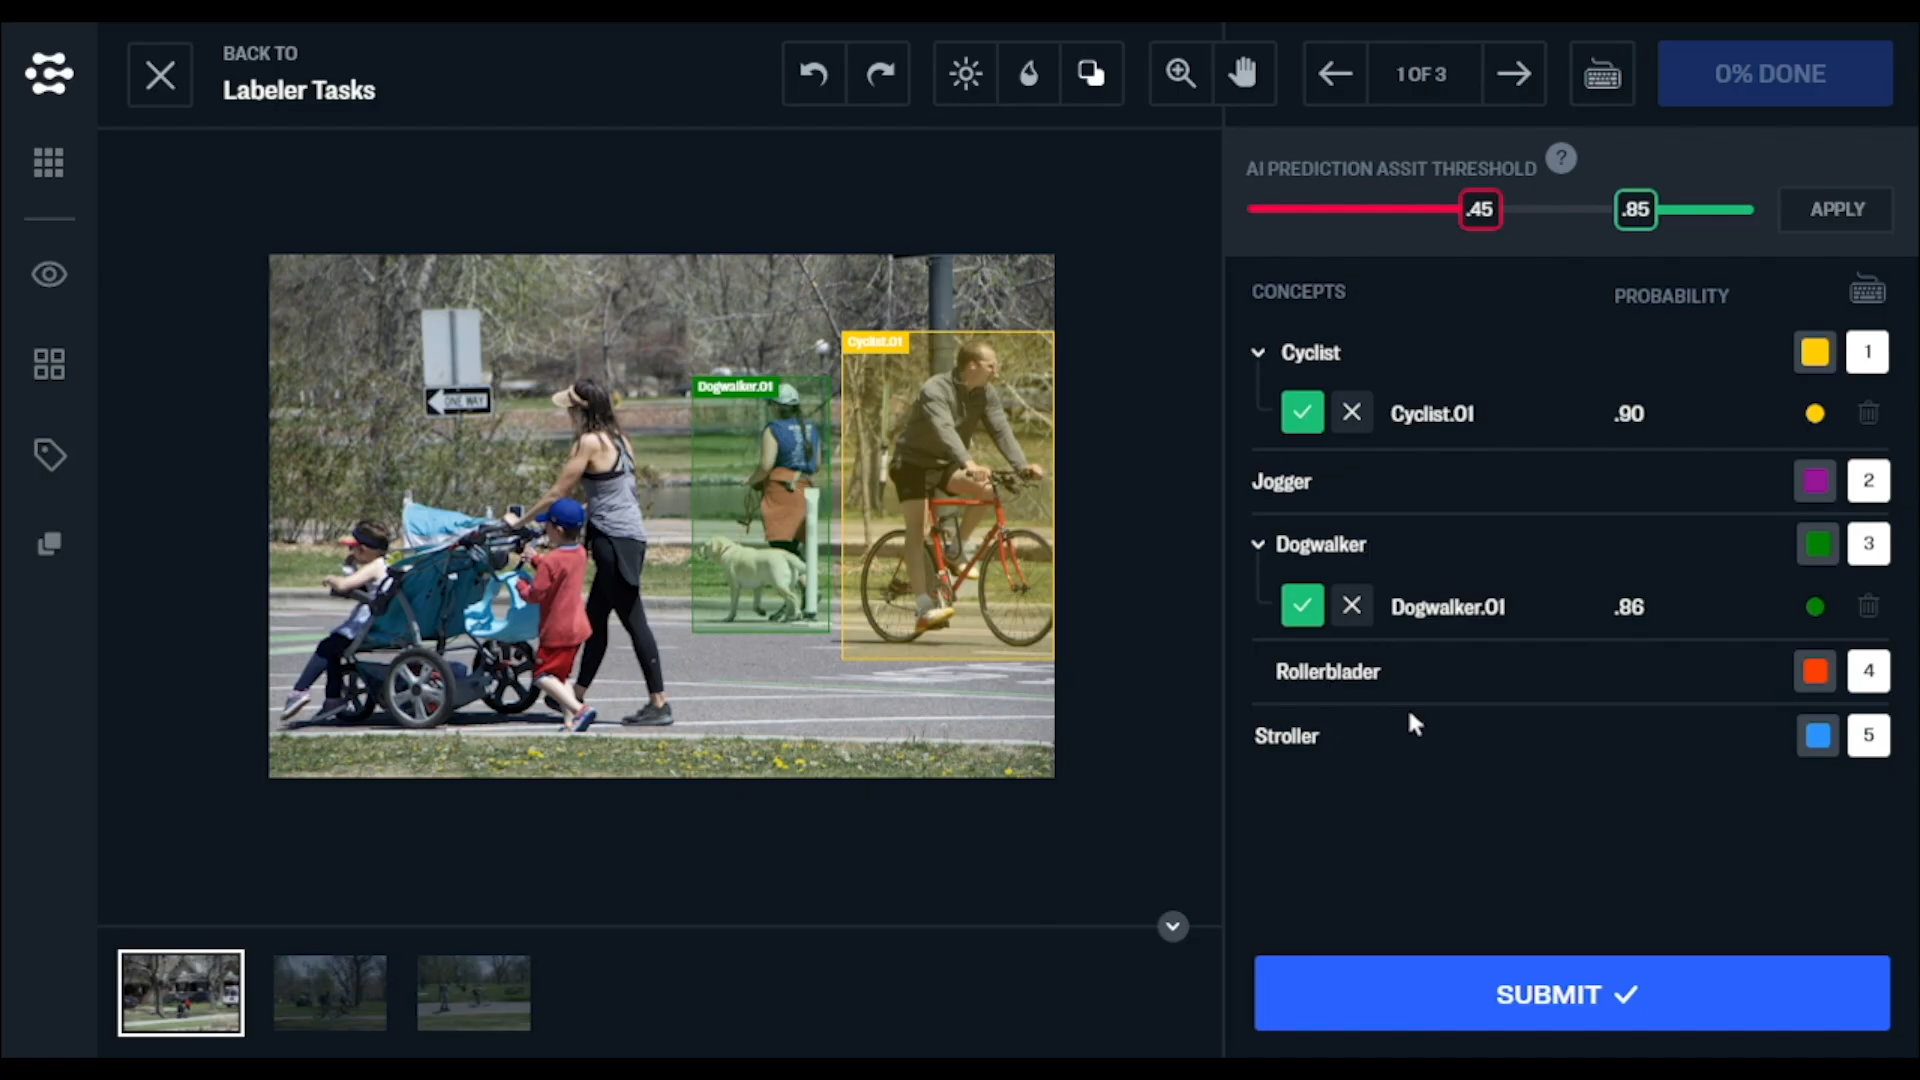 BACK TO
Labeler Tasks
1 OF 3
0% DONE
AI PREDICTION ASSIT THRESHOLD ?
.45
.85
APPLY
CONCEPTS
PROBABILITY
Cyclist
1
Cyclist.01
.90
Jogger
2
Dogwalker
3
Dogwalker.01
.86
Rollerblader
4
Stroller
5
SUBMIT
Cyclist.01
Dogwalker.01
ONE WAY